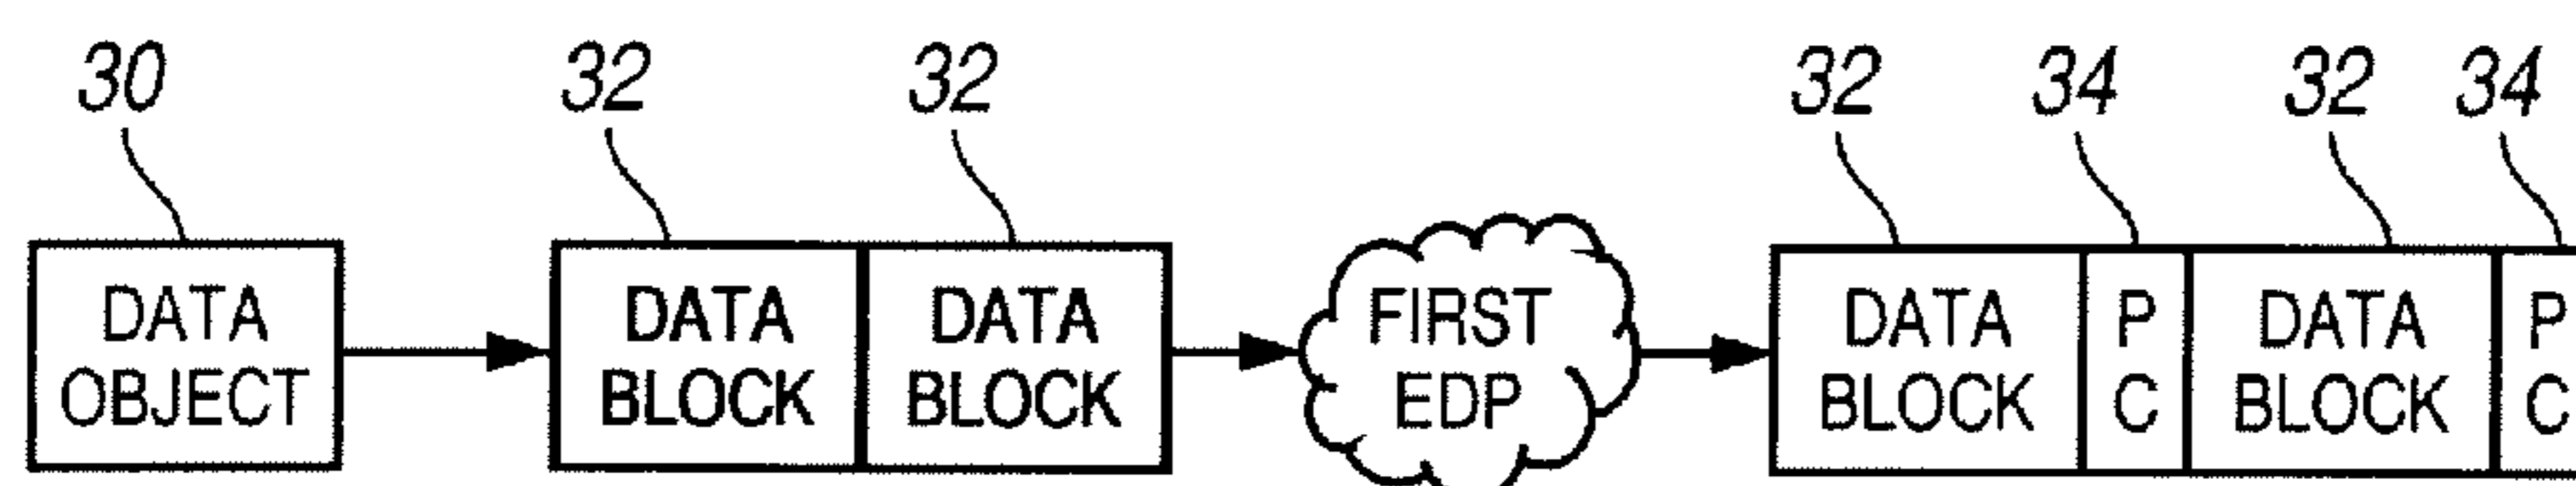 30 32 32 32 34 32 34
DATA DATA DATA FIRST DATA P DATA P
OBJECT BLOCK BLOCK EDP BLOCK C BLOCK C